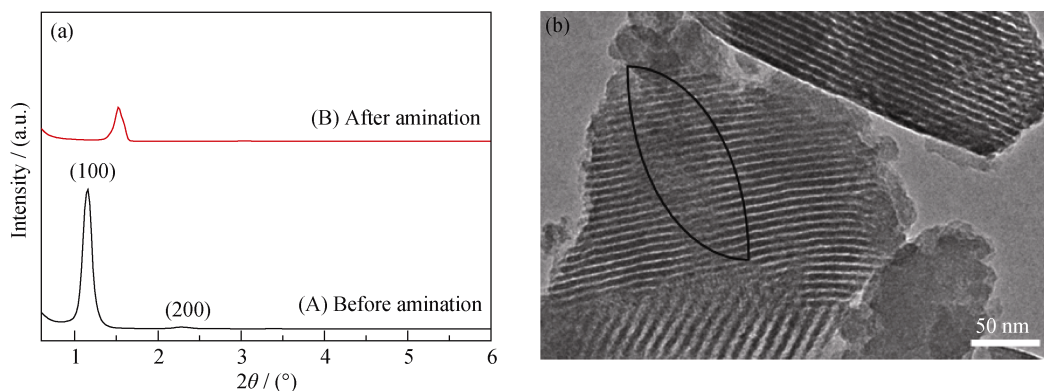 (a)
(B) After amination
(100)
(200)
(A) Before amination
Intensity / (a.u.)
1 2 3 4 5 6
2θ / (°)
(b)
50 nm